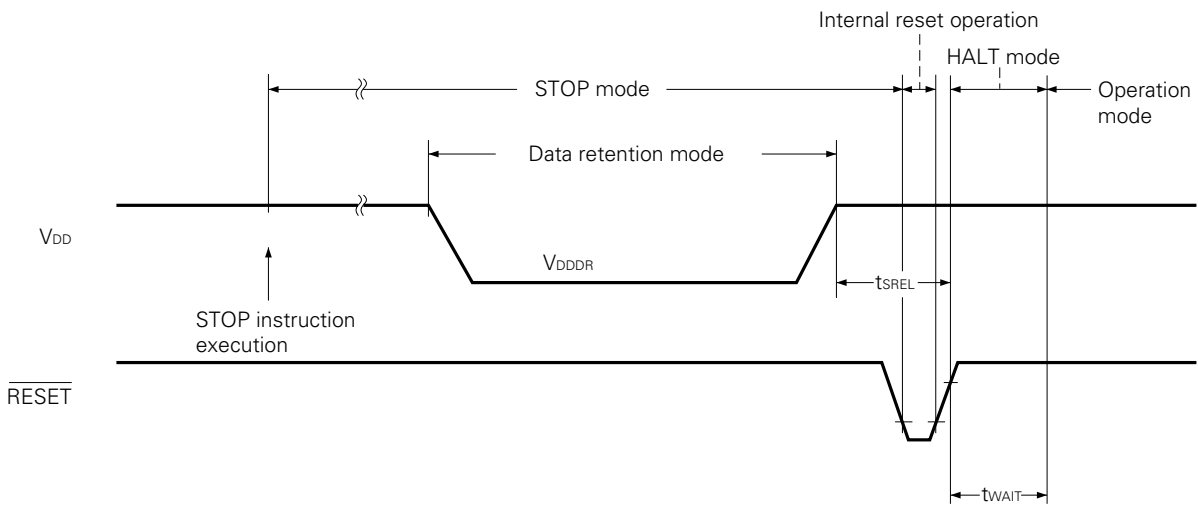 Internal reset operation
HALT mode
STOP mode
Operation
mode
Data retention mode
VDD
VDDDR
tSREL
STOP instruction
execution
RESET
tWAIT